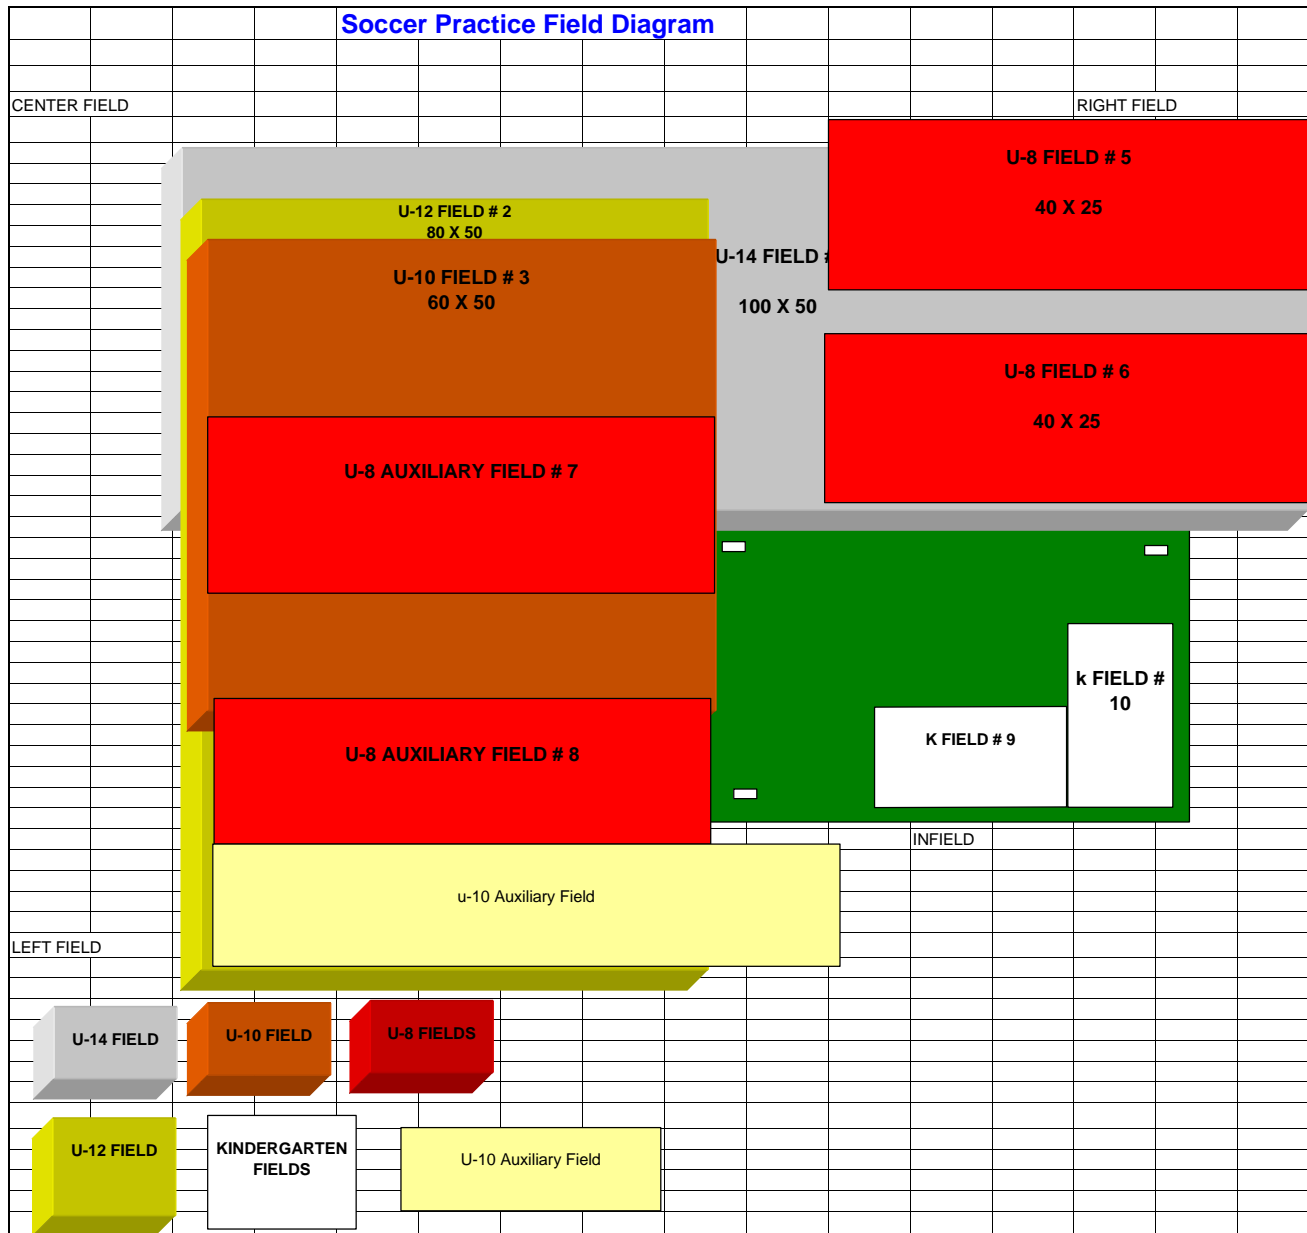 Soccer Practice Field Diagram
CENTER FIELD
RIGHT FIELD
U-8 FIELD # 5
40 X 25
U-12 FIELD # 2
80 X 50
U-14 FIELD #
100 X 50
U-10 FIELD # 3
60 X 50
U-8 FIELD # 6
40 X 25
U-8 AUXILIARY FIELD # 7
k FIELD #
10
K FIELD # 9
U-8 AUXILIARY FIELD # 8
INFIELD
u-10 Auxiliary Field
LEFT FIELD
U-14 FIELD
U-10 FIELD
U-8 FIELDS
U-12 FIELD
KINDERGARTEN
FIELDS
U-10 Auxiliary Field